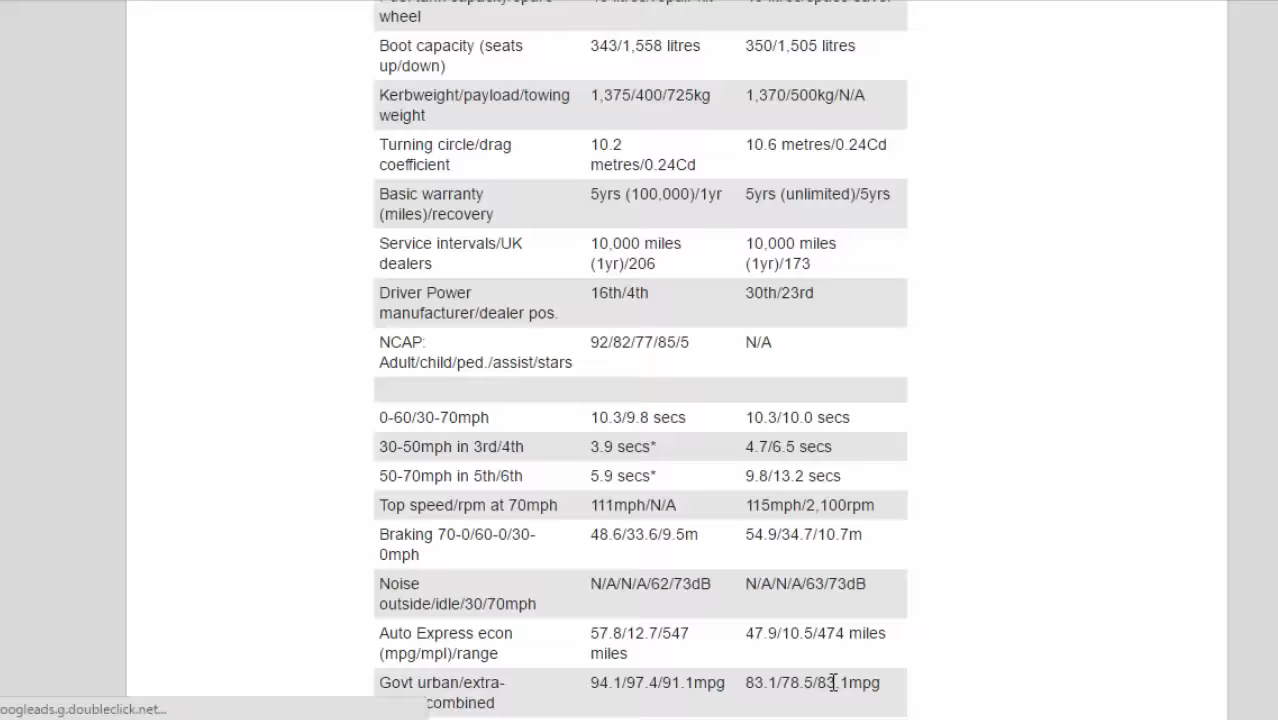 wheel
Boot capacity (seats 343/1,558 litres 350/1,505 litres
up/down)
Kerbweight/payload/towing 1,375/400/725kg 1,370/500kg/N/A
weight
Turning circle/drag 10.2 10.6 metres/0.24Cd
coefficient metres/0.24Cd
Basic warranty 5yrs (100,000)/1yr 5yrs (unlimited)/5yrs
(miles)/recovery
Service intervals/UK 10,000 miles 10,000 miles
dealers (1yr)/206 (1yr)/173
Driver Power 16th/4th 30th/23rd
manufacturer/dealer pos.
NCAP: 92/82/77/85/5 N/A
Adult/child/ped./assist/stars
0-60/30-70mph 10.3/9.8 secs 10.3/10.0 secs
30-50mph in 3rd/4th 3.9 secs* 4.7/6.5 secs
50-70mph in 5th/6th 5.9 secs* 9.8/13.2 secs
Top speed/rpm at 70mph 111mph/N/A 115mph/2,100rpm
Braking 70-0/60-0/30- 48.6/33.6/9.5m 54.9/34.7/10.7m
0mph
Noise N/A/N/A/62/73dB N/A/N/A/63/73dB
outside/idle/30/70mph
Auto Express econ 57.8/12.7/547 47.9/10.5/474 miles
(mpg/mpl)/range miles
Govt urban/extra- 94.1/97.4/91.1mpg 83.1/78.5/83.1mpg
combined
oogleads.g.doubleclick.net...